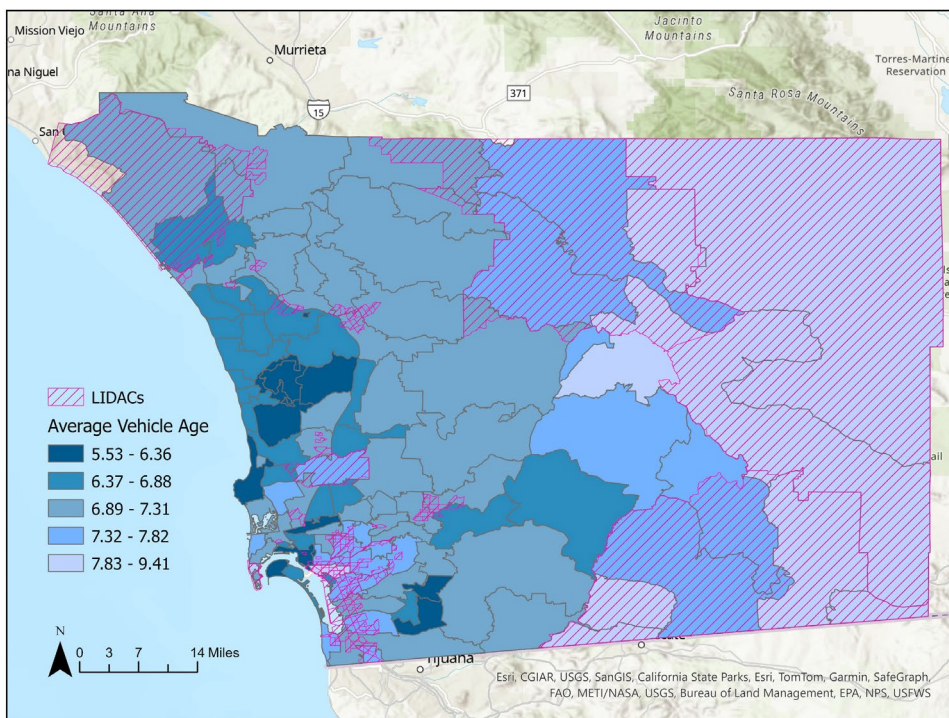 Santa Ana
Mountains
Mission Viejo
Murrieta
Jacinto
Mountains
Niguel
Torres-Martinez
Reservation
371
15
Santa Rosa Mountains
San
LIDACs
Average Vehicle Age
5.53 - 6.36
6.37 - 6.88
6.89 - 7.31
7.32 - 7.82
7.83 - 9.41
N
0 3 7 14 Miles
Tijuana
Esri, CGIAR, USGS, SanGIS, California State Parks, Esri, TomTom, Garmin, SafeGraph,
FAO, METI/NASA, USGS, Bureau of Land Management, EPA, NPS, USFWS